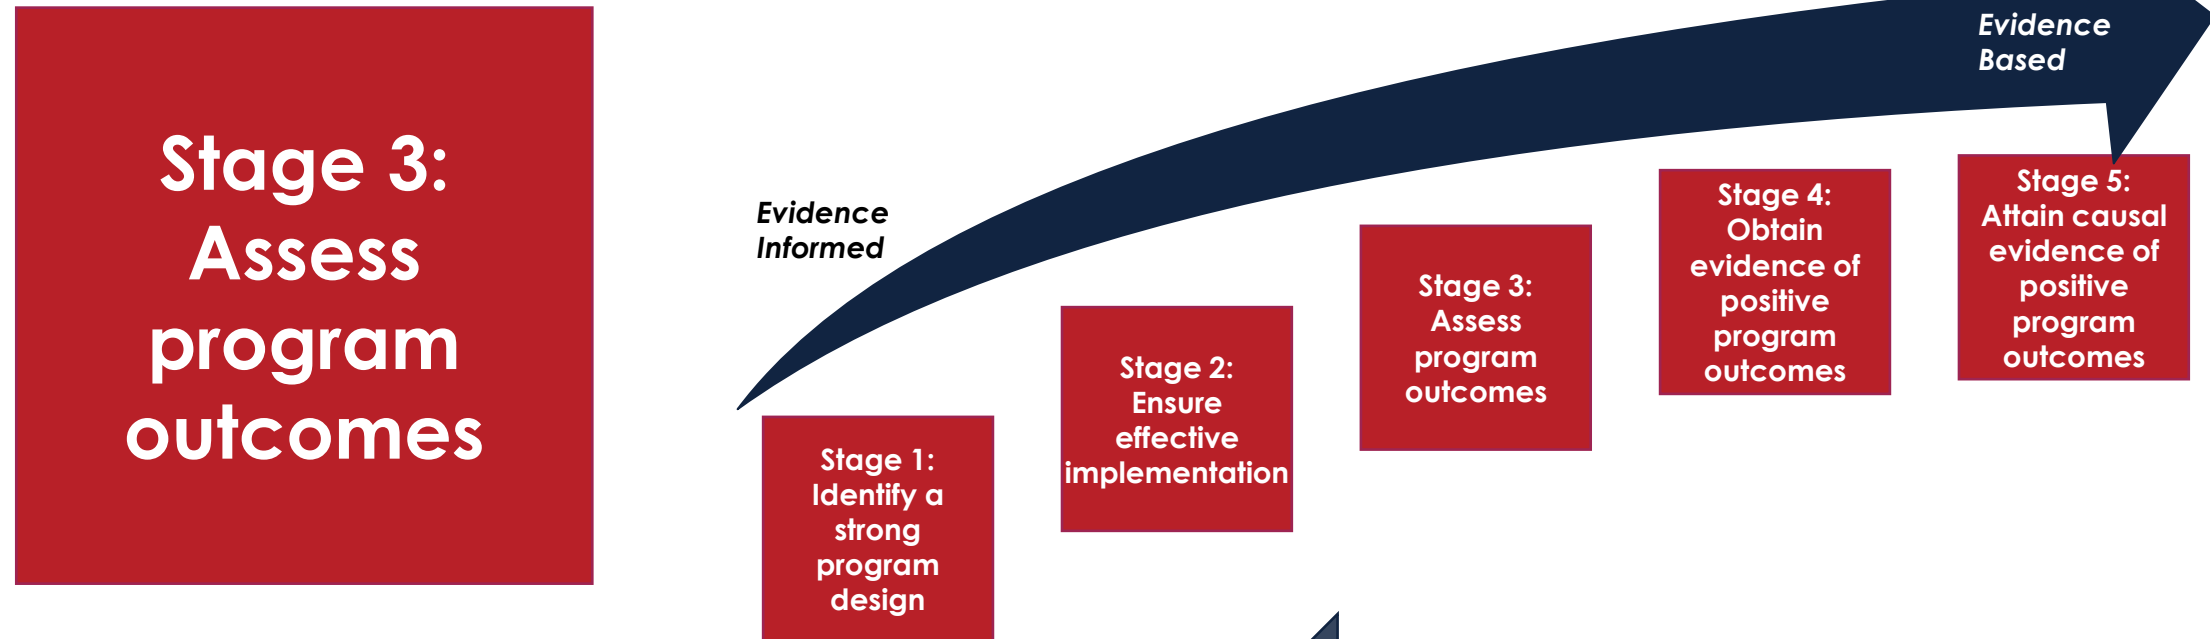 Stage 3:
Assess
program
outcomes
Evidence
Informed
Evidence
Based
Stage 1:
Identify a
strong
program
design
Stage 2:
Ensure
effective
implementation
Stage 3:
Assess
program
outcomes
Stage 4:
Obtain
evidence of
positive
program
outcomes
Stage 5:
Attain causal
evidence of
positive
program
outcomes